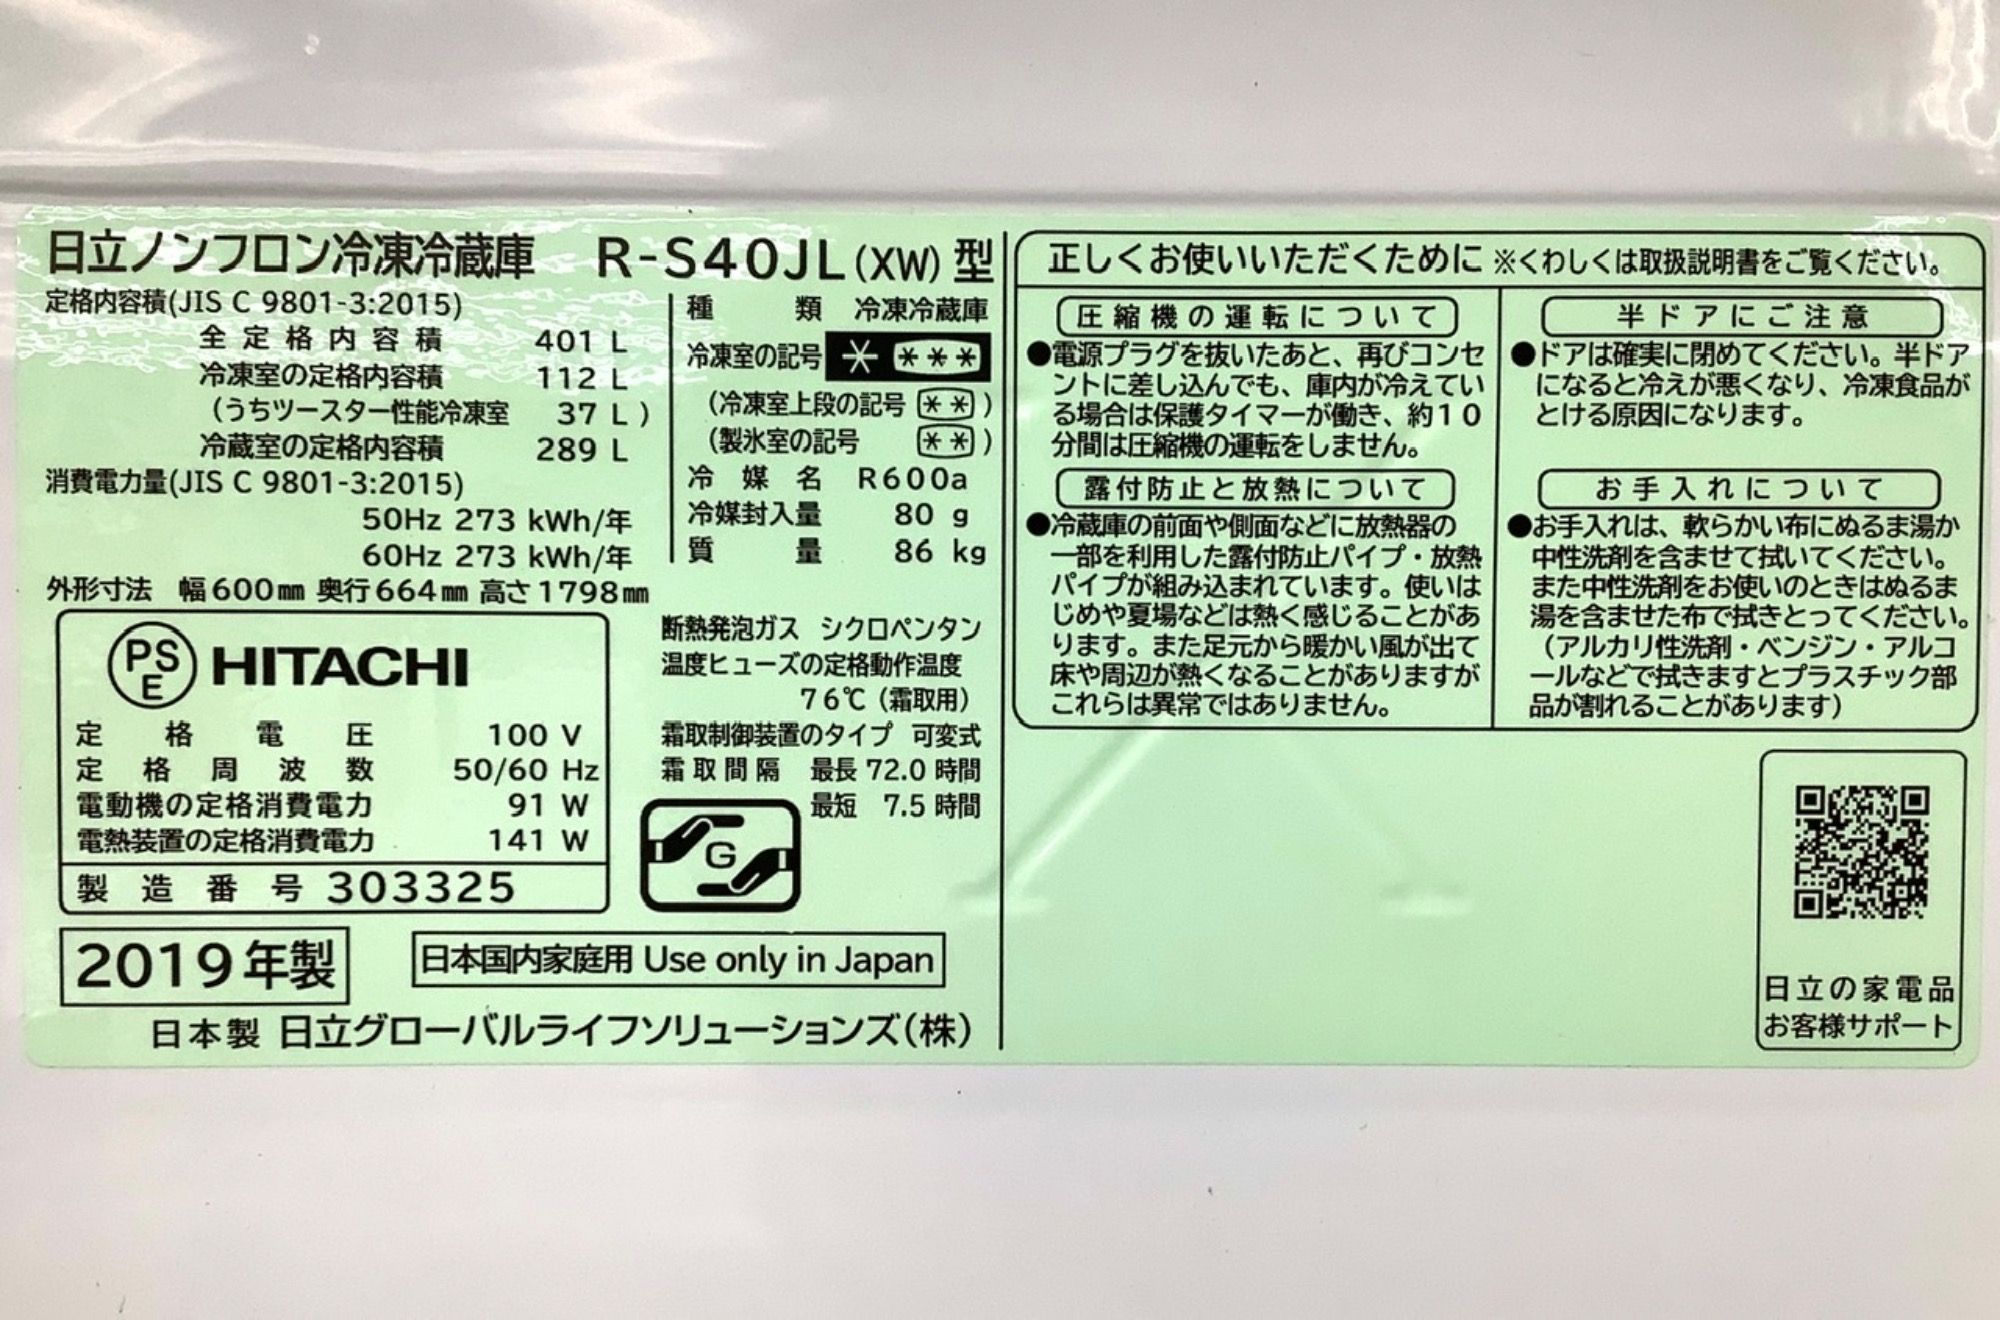 日立ノンフロン冷凍冷蔵庫 R-S40JL(XW)型
定格内容積(JIS C 9801-3:2015)
全定格内容積 401 L
冷凍室の定格内容積 112 L
(うちツースター性能冷凍室 37 L)
冷蔵室の定格内容積 289 L
消費電力量(JIS C 9801-3:2015)
50Hz 273 kWh/年
60Hz 273 kWh/年
外形寸法 幅600㎜ 奥行664㎜ 高さ1798㎜
種類 冷凍冷蔵庫
冷凍室の記号 * ***
(冷凍室上段の記号 **)
(製氷室の記号 **)
冷媒名 R600a
冷媒封入量 80 g
質量 86 kg
PS
E
HITACHI
定格電圧 100 V
定格周波数 50/60 Hz
電動機の定格消費電力 91 W
電熱装置の定格消費電力 141 W
製造番号 303325
断熱発泡ガス シクロペンタン
温度ヒューズの定格動作温度
76℃(霜取用)
霜取制御装置のタイプ 可変式
霜取間隔 最長 72.0 時間
最短 7.5 時間
G
2019年製
日本国内家庭用 Use only in Japan
日本製 日立グローバルライフソリューションズ(株)
正しくお使いいただくために ※くわしくは取扱説明書をご覧ください。
圧縮機の運転について
●電源プラグを抜いたあと、再びコンセ
ントに差し込んでも、庫内が冷えてい
る場合は保護タイマーが働き、約10
分間は圧縮機の運転をしません。
露付防止と放熱について
●冷蔵庫の前面や側面などに放熱器の
一部を利用した露付防止パイプ・放熱
パイプが組み込まれています。使いは
じめや夏場などは熱く感じることがあ
ります。また足元から暖かい風が出て
床や周辺が熱くなることがありますが
これらは異常ではありません。
半ドアにご注意
●ドアは確実に閉めてください。半ドア
になると冷えが悪くなり、冷凍食品が
とける原因になります。
お手入れについて
●お手入れは、軟らかい布にぬるま湯か
中性洗剤を含ませて拭いてください。
また中性洗剤をお使いのときはぬるま
湯を含ませた布で拭きとってください。
(アルカリ性洗剤・ベンジン・アルコ
ールなどで拭きますとプラスチック部
品が割れることがあります)
日立の家電品
お客様サポート